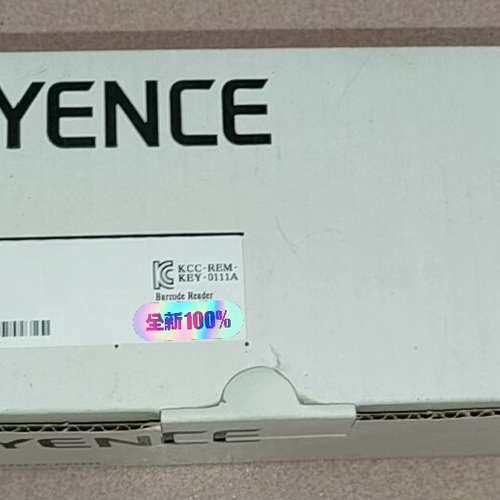 YENCE
KCC-REM-
KEY-0111A
Barcode Reader
全新100%
YENCE